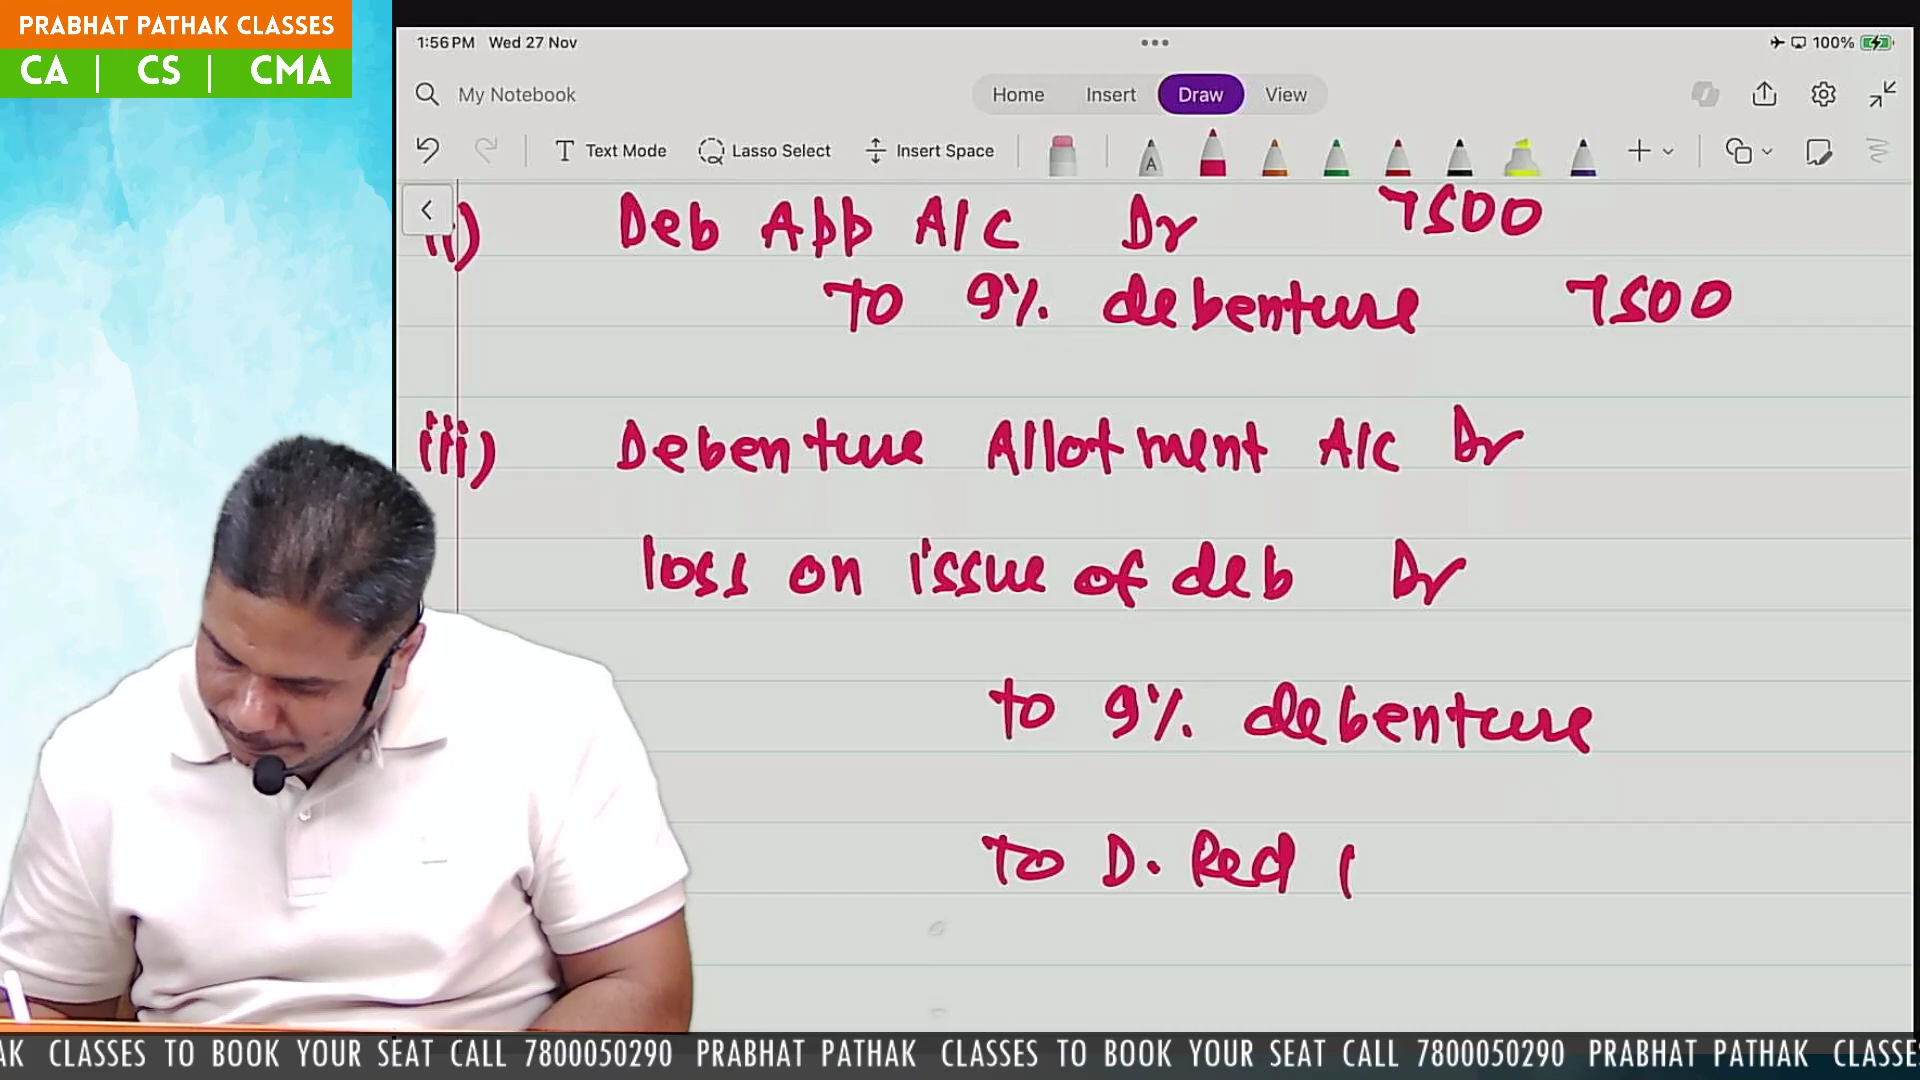 PRABHAT PATHAK CLASSES
CA | CS | CMA
1:56 PM Wed 27 Nov
100%
My Notebook
Home Insert Draw View
Text Mode Lasso Select Insert Space
A
ii) Deb App A/C Dr 7500
To 9% debenture 7500
iii) Debenture Allotment A/C Dr
loss on issue of deb Dr
to 9% debenture
to D. Red (
AK CLASSES TO BOOK YOUR SEAT CALL 7800050290 PRABHAT PATHAK CLASSES TO BOOK YOUR SEAT CALL 7800050290 PRABHAT PATHAK CLASSE